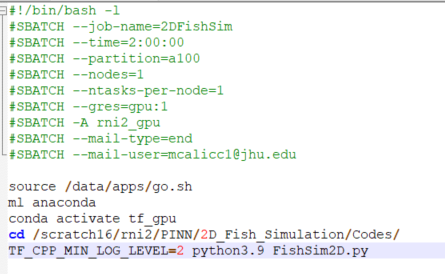 #!/bin/bash -l
#SBATCH --job-name=2DFishSim
#SBATCH --time=2:00:00
#SBATCH --partition=a100
#SBATCH --nodes=1
#SBATCH --ntasks-per-node=1
#SBATCH --gres=gpu:1
#SBATCH -A rni2_gpu
#SBATCH --mail-type=end
#SBATCH --mail-user=mcalicc1@jhu.edu

source /data/apps/go.sh
ml anaconda
conda activate tf_gpu
cd /scratch16/rni2/PINN/2D_Fish_Simulation/Codes/
TF_CPP_MIN_LOG_LEVEL=2 python3.9 FishSim2D.py